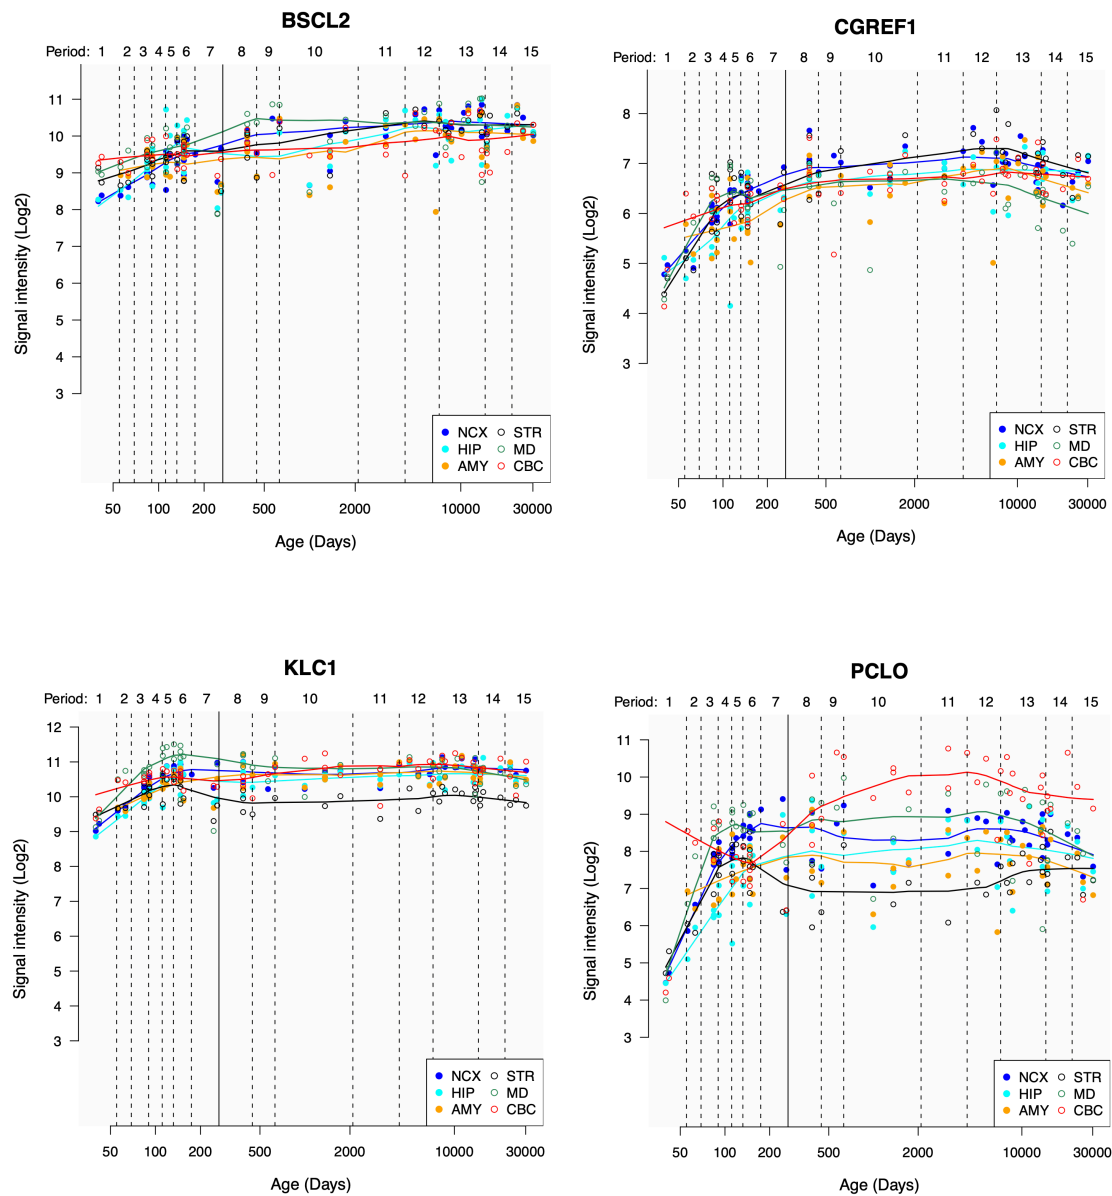 BSCL2
Period: 1 2 3 4 5 6 7 8 9 10 11 12 13 14 15
11
10
9
8
7
6
5
4
3
Signal intensity (Log2)
NCX STR
HIP MD
AMY CBC
50 100 200 500 2000 10000 30000
Age (Days)
CGREF1
Period: 1 2 3 4 5 6 7 8 9 10 11 12 13 14 15
8
7
6
5
4
3
Signal intensity (Log2)
NCX STR
HIP MD
AMY CBC
50 100 200 500 2000 10000 30000
Age (Days)
KLC1
Period: 1 2 3 4 5 6 7 8 9 10 11 12 13 14 15
12
11
10
9
8
7
6
5
4
3
Signal intensity (Log2)
NCX STR
HIP MD
AMY CBC
50 100 200 500 2000 10000 30000
Age (Days)
PCLO
Period: 1 2 3 4 5 6 7 8 9 10 11 12 13 14 15
11
10
9
8
7
6
5
4
3
Signal intensity (Log2)
NCX STR
HIP MD
AMY CBC
50 100 200 500 2000 10000 30000
Age (Days)